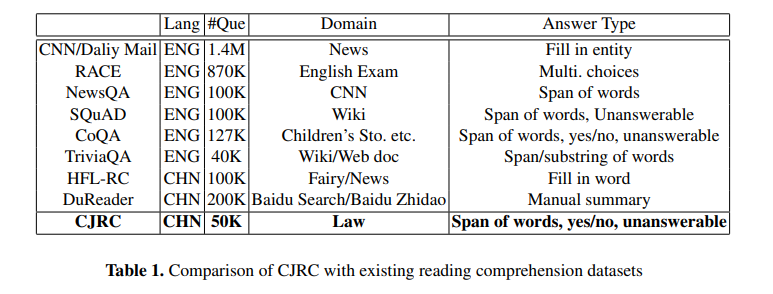 Lang #Que Domain Answer Type
CNN/Daliy Mail ENG 1.4M News Fill in entity
RACE ENG 870K English Exam Multi. choices
NewsQA ENG 100K CNN Span of words
SQuAD ENG 100K Wiki Span of words, Unanswerable
CoQA ENG 127K Children's Sto. etc. Span of words, yes/no, unanswerable
TriviaQA ENG 40K Wiki/Web doc Span/substring of words
HFL-RC CHN 100K Fairy/News Fill in word
DuReader CHN 200K Baidu Search/Baidu Zhidao Manual summary
CJRC CHN 50K Law Span of words, yes/no, unanswerable
Table 1. Comparison of CJRC with existing reading comprehension datasets